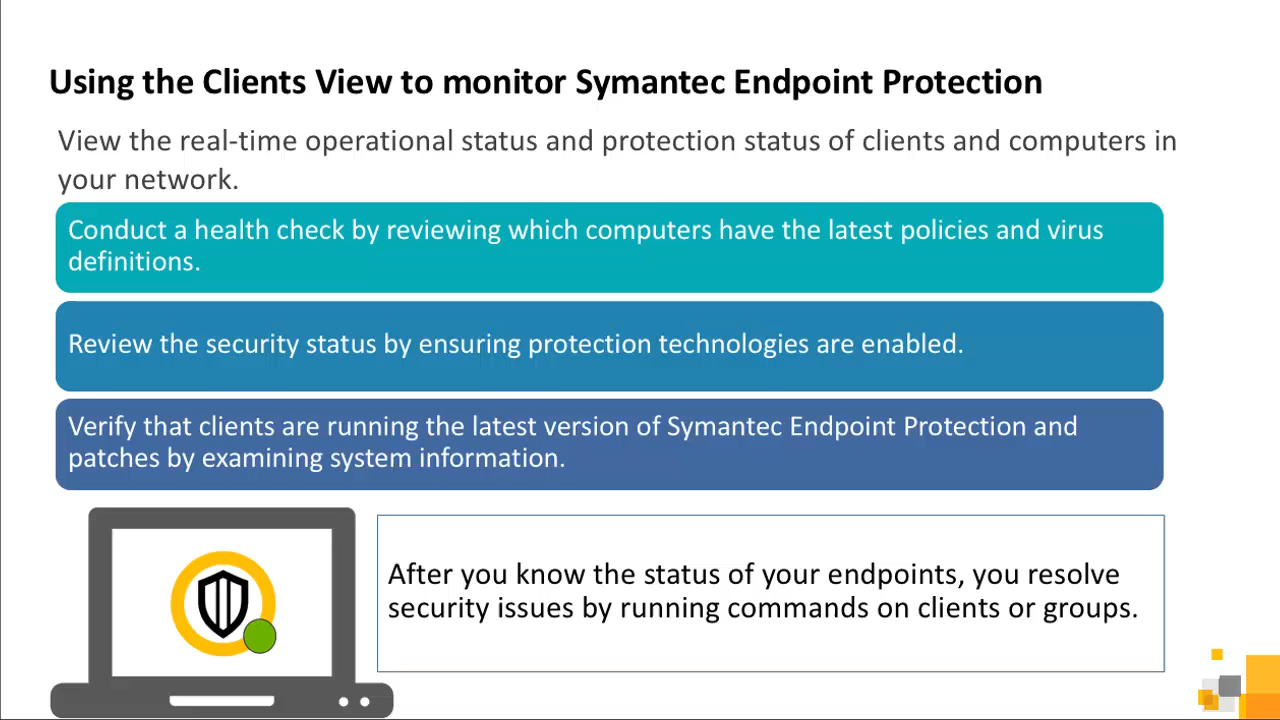 Using the Clients View to monitor Symantec Endpoint Protection
View the real-time operational status and protection status of clients and computers in
your network.
Conduct a health check by reviewing which computers have the latest policies and virus
definitions.
Review the security status by ensuring protection technologies are enabled.
Verify that clients are running the latest version of Symantec Endpoint Protection and
patches by examining system information.
After you know the status of your endpoints, you resolve
security issues by running commands on clients or groups.